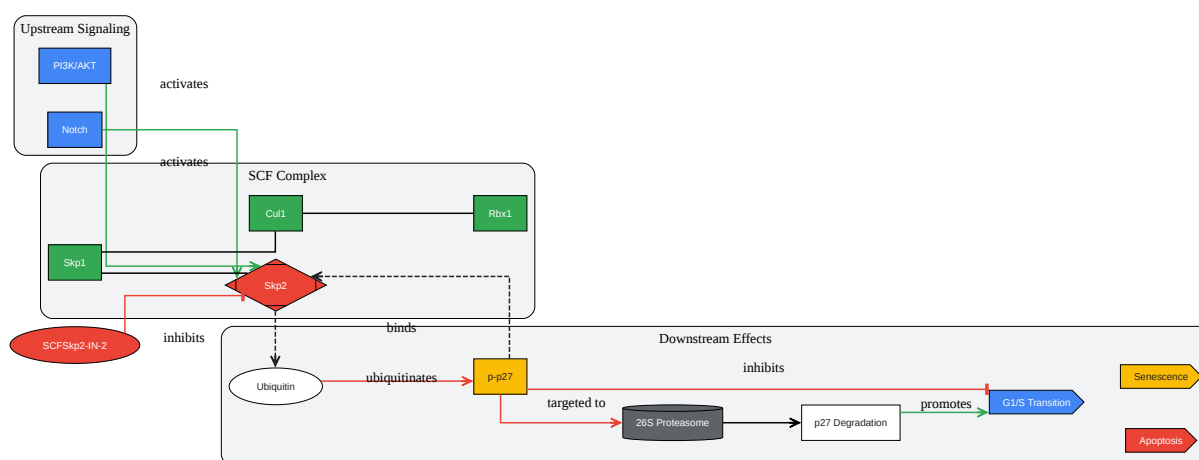 Upstream Signaling
PI3K/AKT
activates
Notch
activates
SCF Complex
Cul1
Rbx1
Skp1
Skp2
SCFSkp2-IN-2
inhibits
binds
Downstream Effects
Ubiquitin
ubiquitinates
p-p27
inhibits
Senescence
targeted to
promotes
G1/S Transition
26S Proteasome
p27 Degradation
Apoptosis